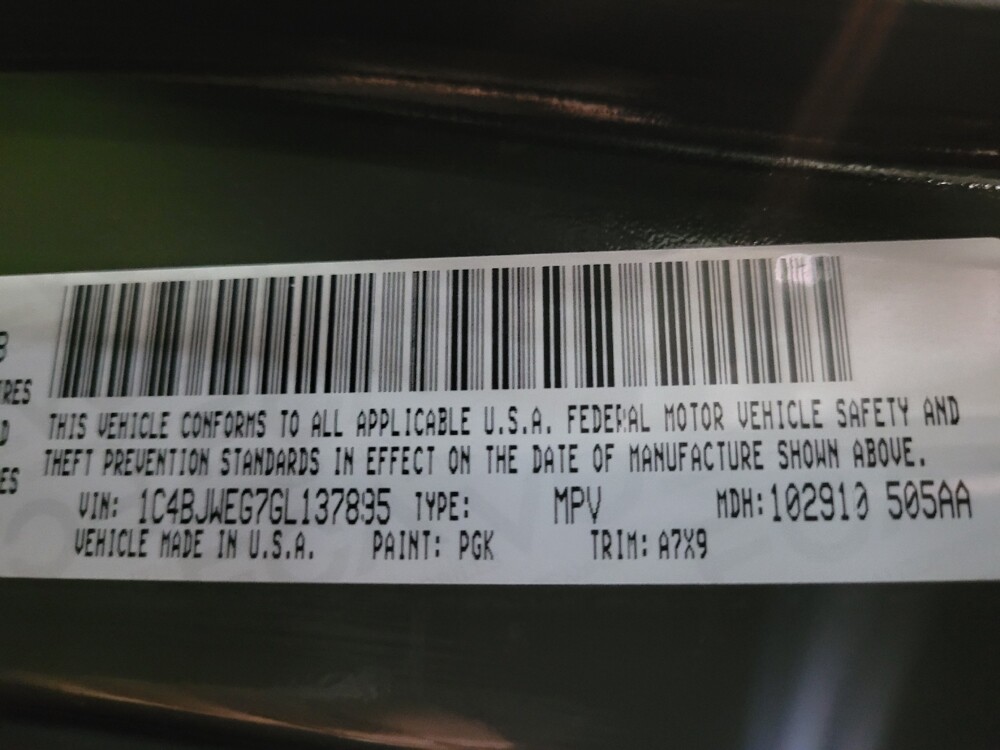 B
THIS VEHICLE CONFORMS TO ALL APPLICABLE U.S.A. FEDERAL MOTOR VEHICLE SAFETY AND
THEFT PREVENTION STANDARDS IN EFFECT ON THE DATE OF MANUFACTURE SHOWN ABOVE.
VIN: 1C4BJWEG7GL137895 TYPE: MPV MDH: 102910 505AA
VEHICLE MADE IN U.S.A. PAINT: PGK TRIM: A7X9